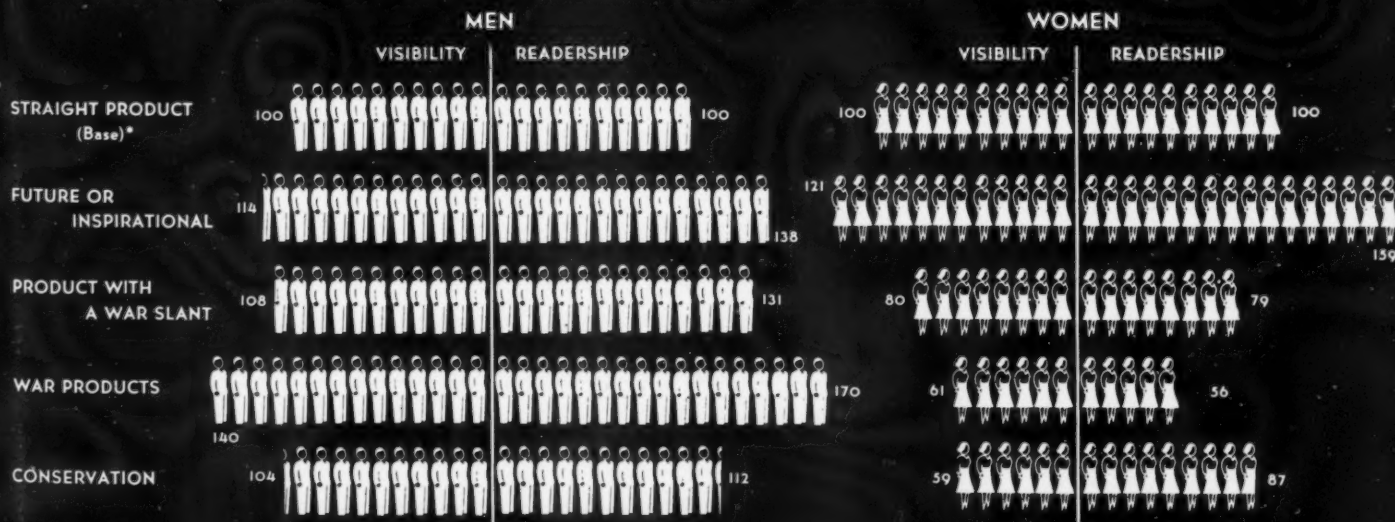 MEN WOMEN
VISIBILITY READERSHIP VISIBILITY READERSHIP
STRAIGHT PRODUCT
(Base)*
100 100 100 100
FUTURE OR
INSPIRATIONAL
114 138 121 159
PRODUCT WITH
A WAR SLANT
108 131 80 79
WAR PRODUCTS
140 170 61 56
CONSERVATION
104 112 59 87